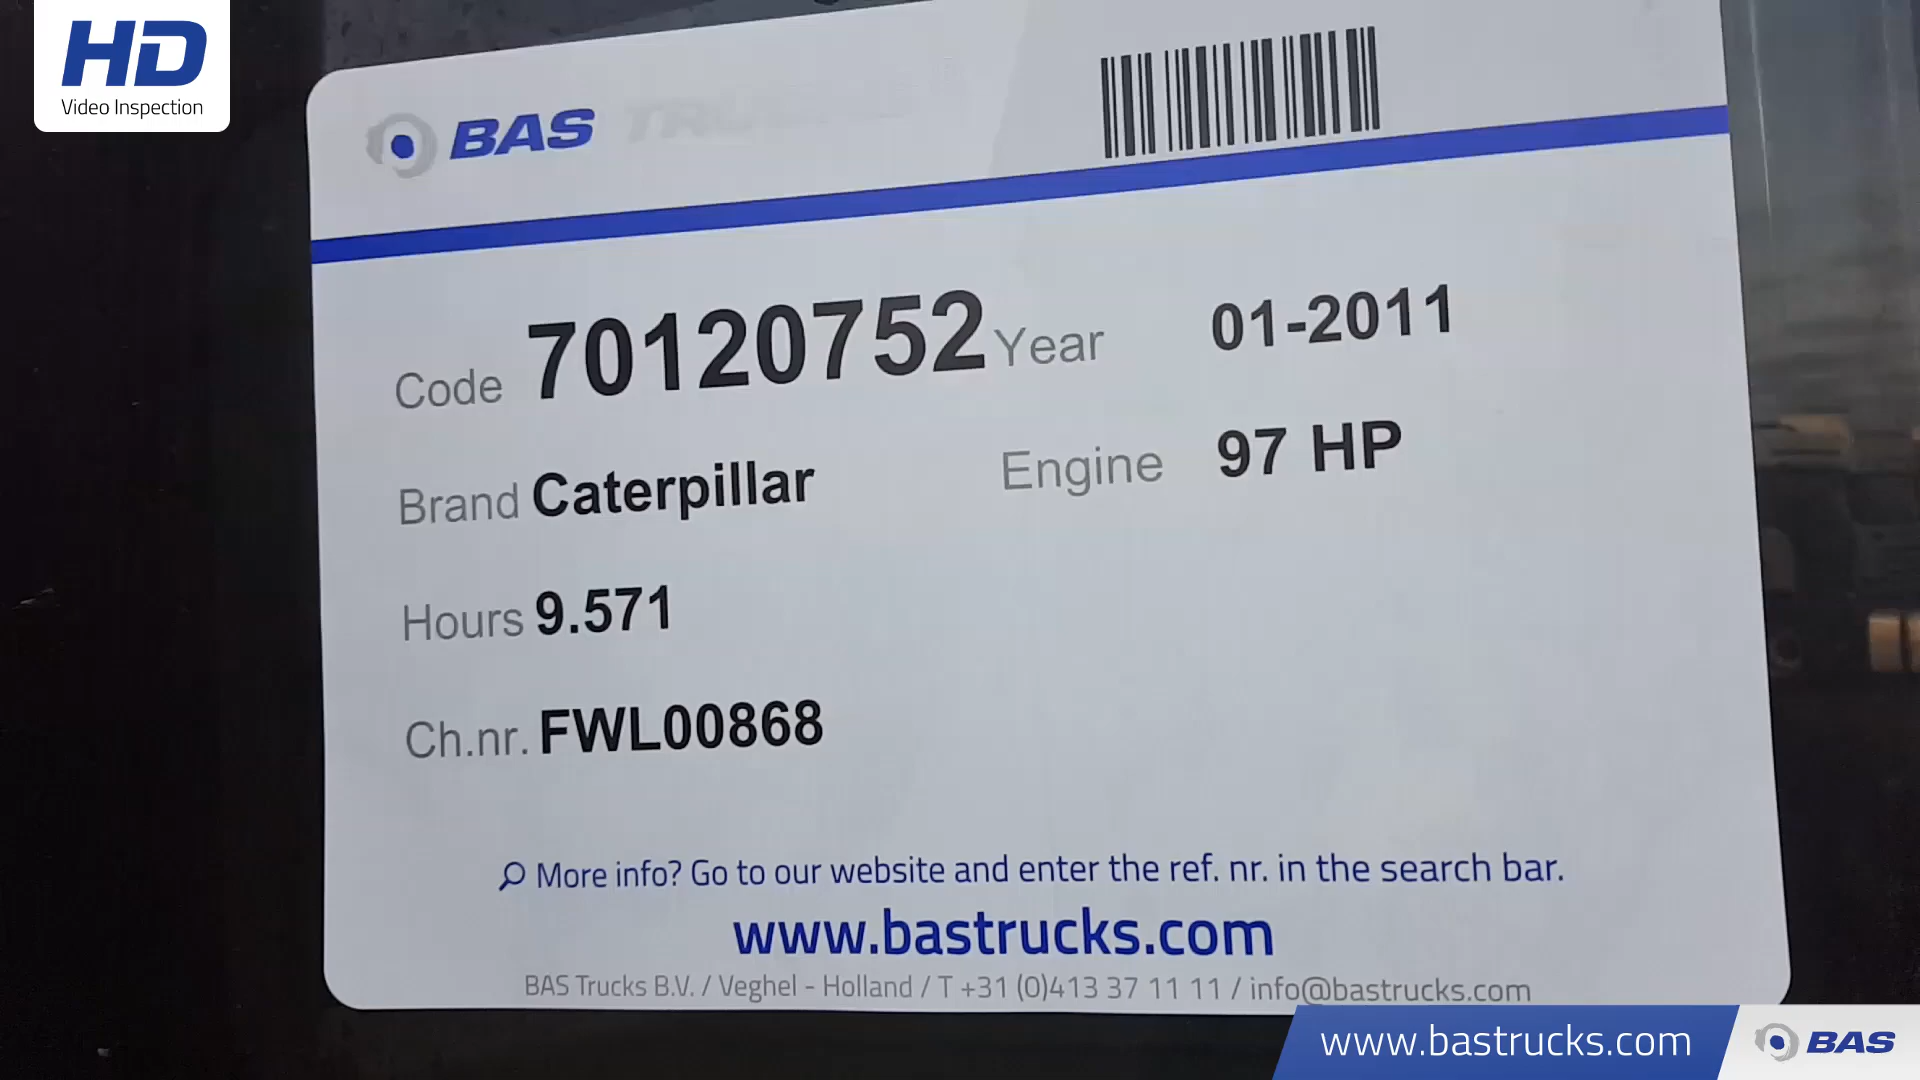 HD
Video Inspection
BAS TRUCKS
Code 70120752 Year 01-2011
Brand Caterpillar Engine 97 HP
Hours 9.571
Ch.nr. FWL00868
More info? Go to our website and enter the ref. nr. in the search bar.
www.bastrucks.com
BAS Trucks B.V. / Veghel - Holland / T +31 (0)413 37 11 11 / info@bastrucks.com
www.bastrucks.com BAS